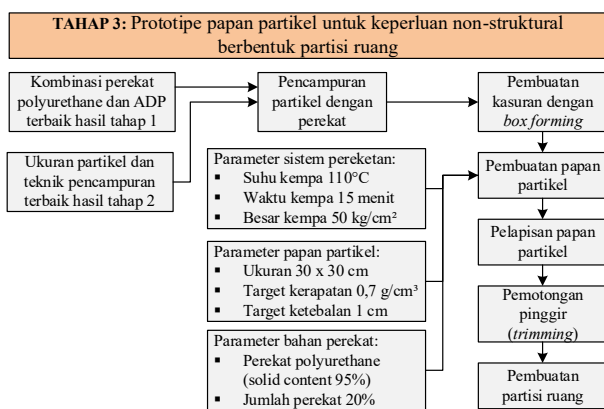 TAHAP 3: Prototipe papan partikel untuk keperluan non-struktural
berbentuk partisi ruang
Kombinasi perekat
polyurethane dan ADP
terbaik hasil tahap 1
Pencampuran
partikel dengan
perekat
Pembuatan
kasuran dengan
box forming
Ukuran partikel dan
teknik pencampuran
terbaik hasil tahap 2
Parameter sistem pereketan:
▪ Suhu kempa 110°C
▪ Waktu kempa 15 menit
▪ Besar kempa 50 kg/cm²
Pembuatan papan
partikel
Pelapisan papan
partikel
Parameter papan partikel:
▪ Ukuran 30 x 30 cm
▪ Target kerapatan 0,7 g/cm³
▪ Target ketebalan 1 cm
Pemotongan
pinggir
(trimming)
Parameter bahan perekat:
▪ Perekat polyurethane
(solid content 95%)
▪ Jumlah perekat 20%
Pembuatan
partisi ruang